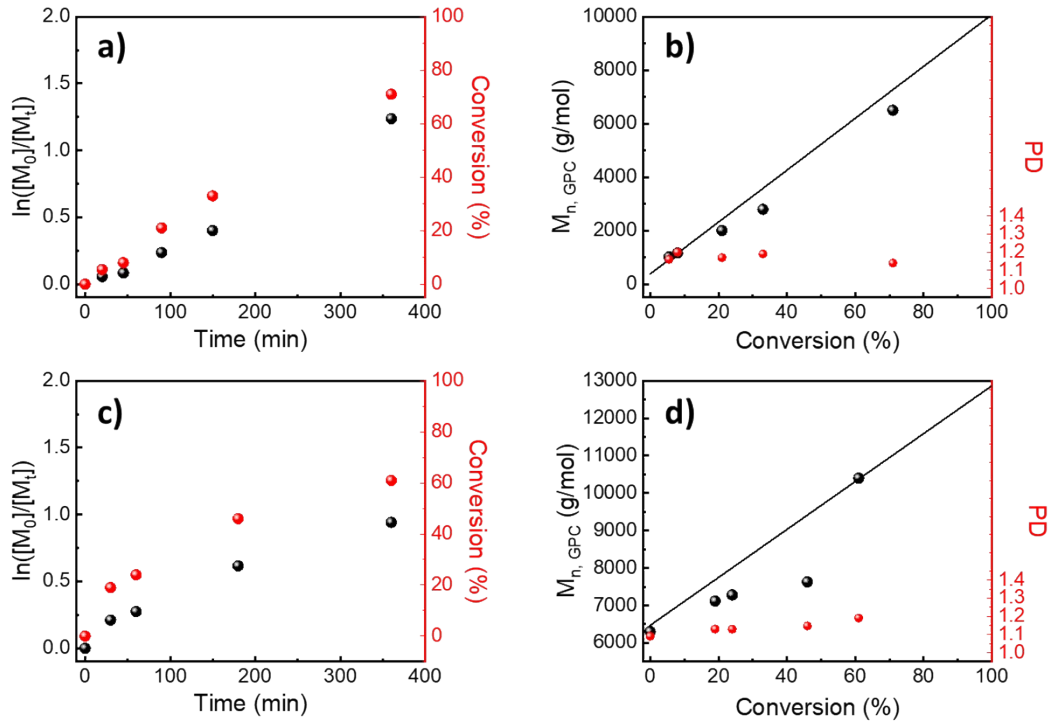 a)
2.0
1.5
1.0
0.5
0.0
ln([M₀]/[Mₜ])
100
80
60
40
20
0
Conversion (%)
0 100 200 300 400
Time (min)
b)
10000
8000
6000
4000
2000
0
Mn, GPC (g/mol)
1.4
1.3
1.2
1.1
1.0
PD
0 20 40 60 80 100
Conversion (%)
c)
2.0
1.5
1.0
0.5
0.0
ln([M₀]/[Mₜ])
100
80
60
40
20
0
Conversion (%)
0 100 200 300 400
Time (min)
d)
13000
12000
11000
10000
9000
8000
7000
6000
Mn, GPC (g/mol)
1.4
1.3
1.2
1.1
1.0
PD
0 20 40 60 80 100
Conversion (%)